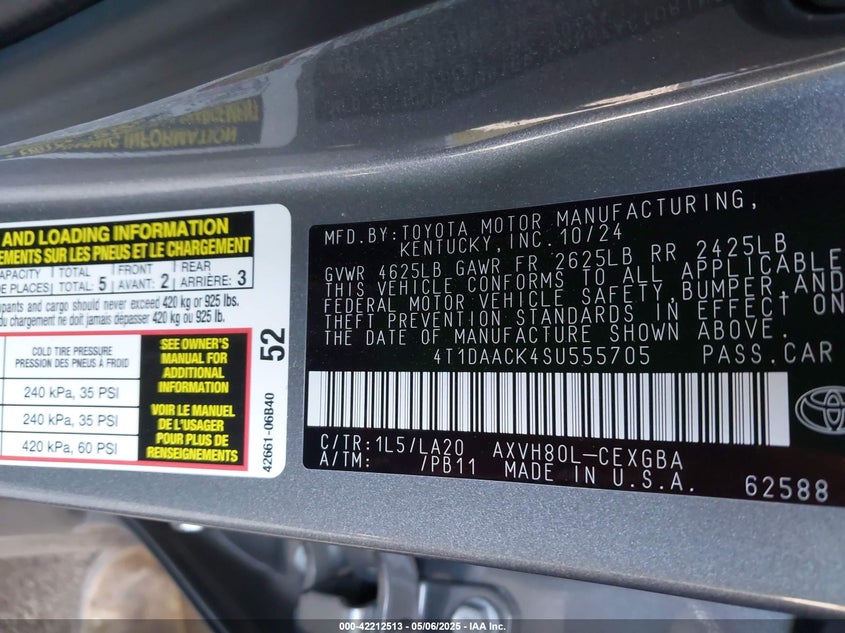 AND LOADING INFORMATION
EMENTS SUR LES PNEUS ET LE CHARGEMENT
CAPACITY TOTAL FRONT REAR
DE PLACES TOTAL: 5 AVANT: 2 ARRIÈRE: 3
pants and cargo should never exceed 420 kg or 925 lbs.
du chargement ne doit jamais dépasser 420 kg ou 925 lb.
COLD TIRE PRESSURE
PRESSION DES PNEUS À FROID
240 kPa, 35 PSI
240 kPa, 35 PSI
420 kPa, 60 PSI
SEE OWNER'S
MANUAL FOR
ADDITIONAL
INFORMATION
VOIR LE MANUEL
DE L'USAGER
POUR PLUS DE
RENSEIGNEMENTS
52
42661-06B40
MFD.BY:TOYOTA MOTOR MANUFACTURING,
KENTUCKY,INC.10/24
GVWR 4625LB GAWR FR 2625LB RR 2425LB
THIS VEHICLE CONFORMS TO ALL APPLICABLE
FEDERAL MOTOR VEHICLE SAFETY,BUMPER,AND
THEFT PREVENTION STANDARDS IN EFFECT ON
THE DATE OF MANUFACTURE SHOWN ABOVE.
4T1DAACK4SU555705 PASS.CAR
C/TR:1L5/LA20 AXVH80L-CEXGBA
A/TM: /PB11 MADE IN U.S.A.
62588
000-42212513 — 05/06/2025 — IAA Inc.